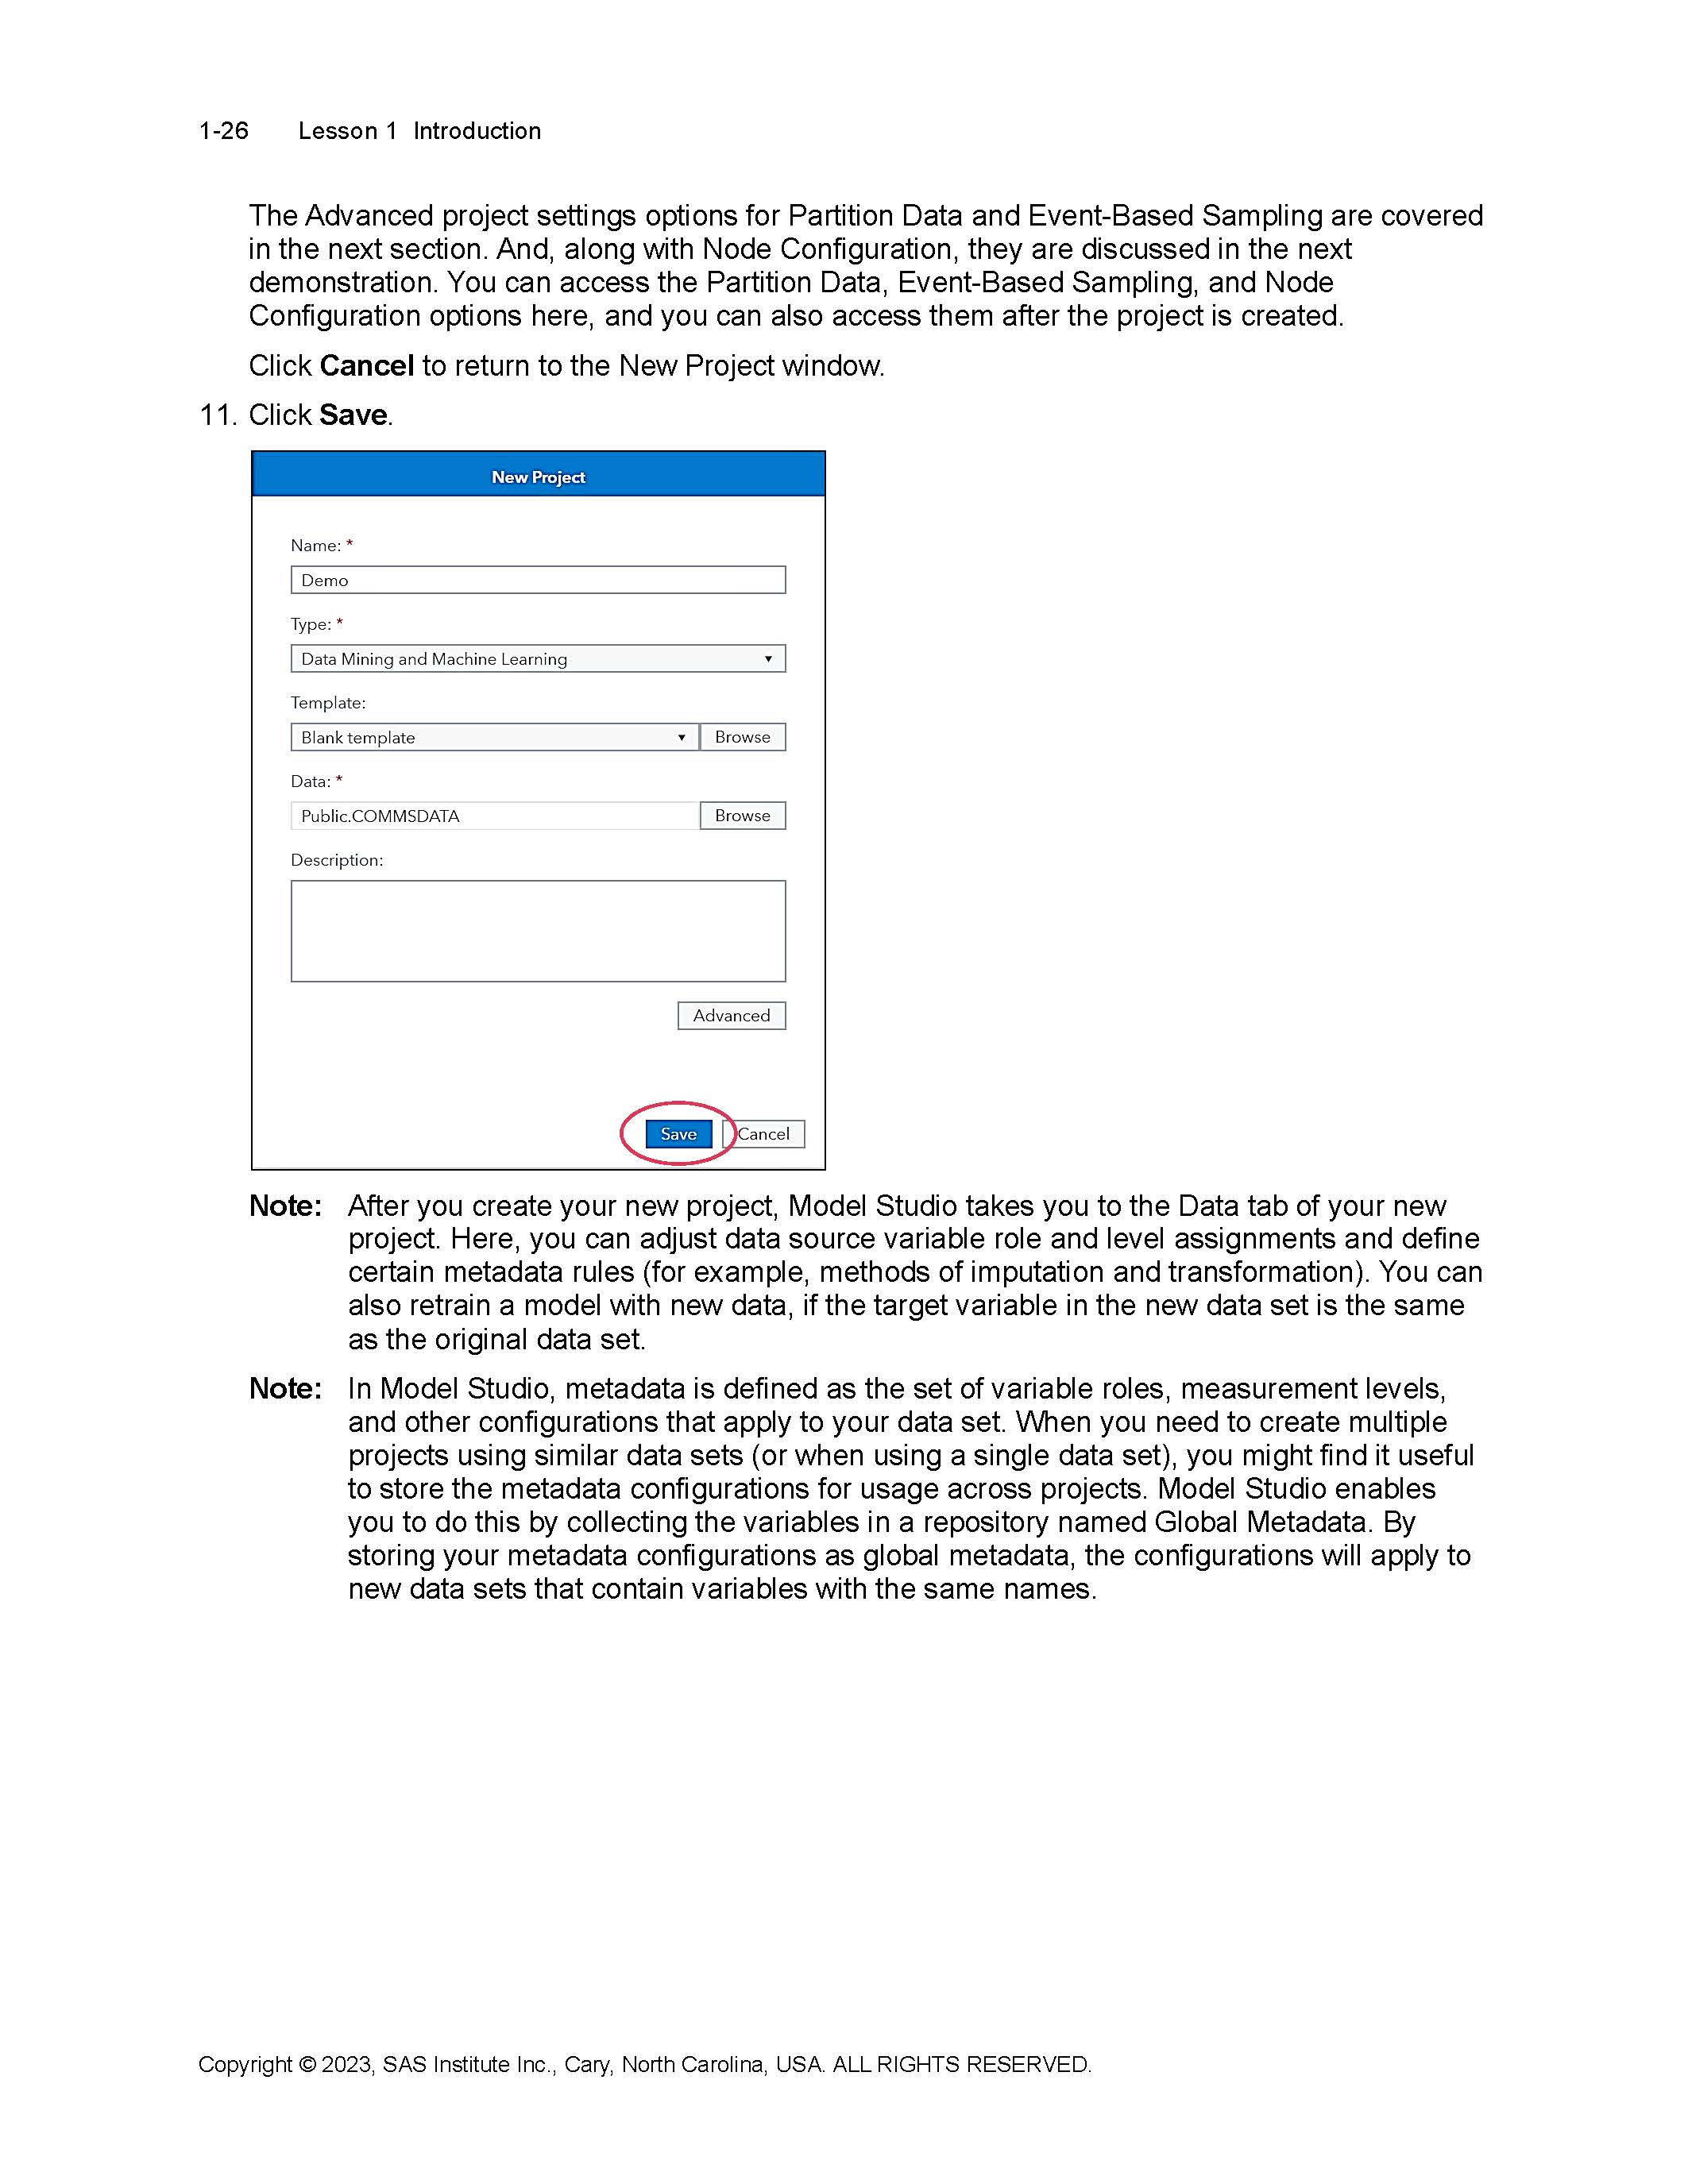 1-26 Lesson 1 Introduction
The Advanced project settings options for Partition Data and Event-Based Sampling are covered
in the next section. And, along with Node Configuration, they are discussed in the next
demonstration. You can access the Partition Data, Event-Based Sampling, and Node
Configuration options here, and you can also access them after the project is created.
Click Cancel to return to the New Project window.
11. Click Save.
New Project
Name: *
Demo
Type: *
Data Mining and Machine Learning
Template:
Blank template Browse
Data: *
Public.COMMSDATA Browse
Description:
Advanced
Save Cancel
Note: After you create your new project, Model Studio takes you to the Data tab of your new
project. Here, you can adjust data source variable role and level assignments and define
certain metadata rules (for example, methods of imputation and transformation). You can
also retrain a model with new data, if the target variable in the new data set is the same
as the original data set.
Note: In Model Studio, metadata is defined as the set of variable roles, measurement levels,
and other configurations that apply to your data set. When you need to create multiple
projects using similar data sets (or when using a single data set), you might find it useful
to store the metadata configurations for usage across projects. Model Studio enables
you to do this by collecting the variables in a repository named Global Metadata. By
storing your metadata configurations as global metadata, the configurations will apply to
new data sets that contain variables with the same names.
Copyright © 2023, SAS Institute Inc., Cary, North Carolina, USA. ALL RIGHTS RESERVED.